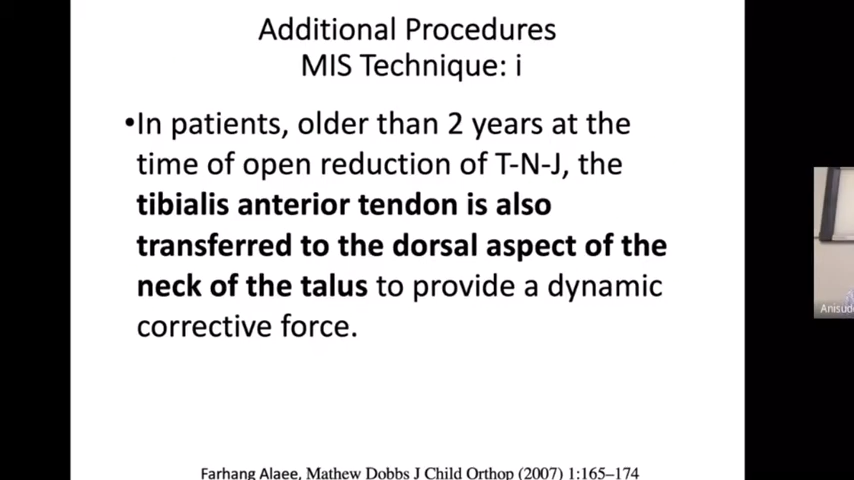 Additional Procedures
MIS Technique: i
•In patients, older than 2 years at the
time of open reduction of T-N-J, the
tibialis anterior tendon is also
transferred to the dorsal aspect of the
neck of the talus to provide a dynamic
corrective force.
Farhang Alaee, Mathew Dobbs J Child Orthop (2007) 1:165–174